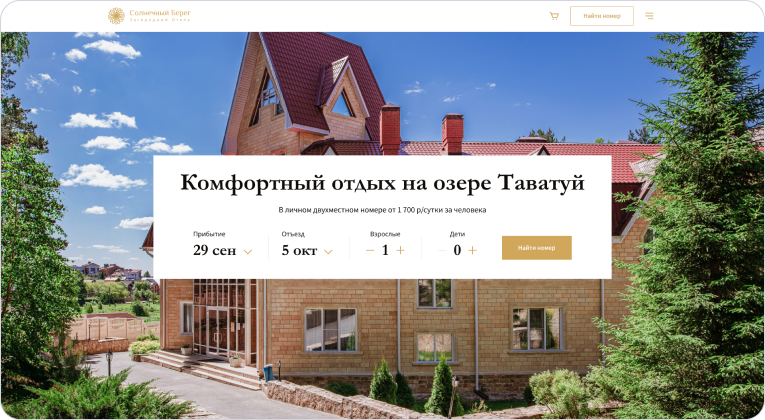 Солнечный Берег
Загородный Отель
Найти номер
Комфортный отдых на озере Таватуй
В личном двухместном номере от 1 700 р/сутки за человека
Прибытие
Отъезд
Взрослые
Дети
29 сен
5 окт
1
0
Найти номер